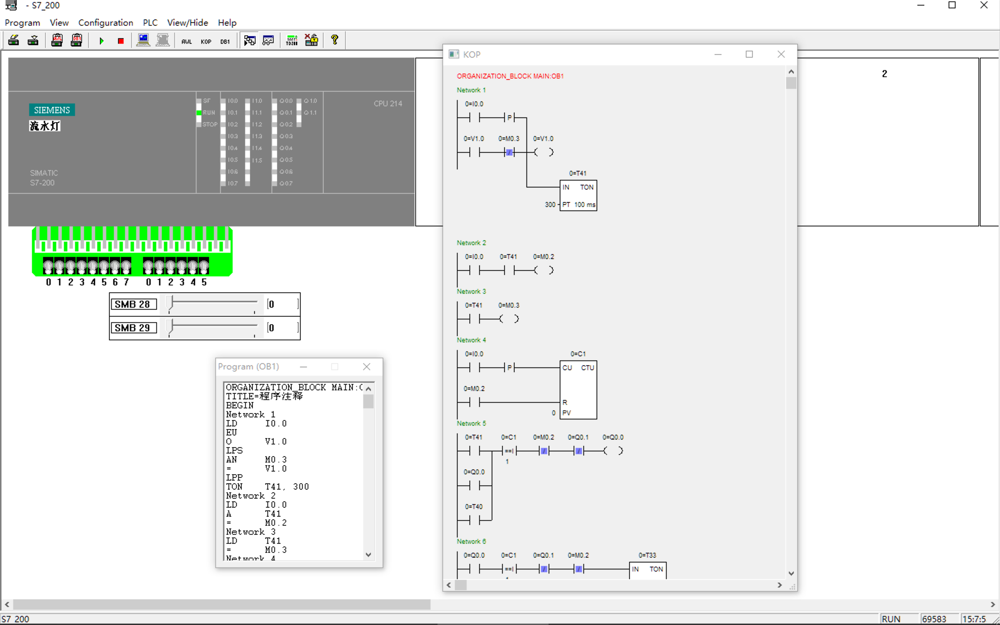 - S7_200
Program View Configuration PLC View/Hide Help
AWL KOP DB1 TD200 ?
SIEMENS
流水灯
SIMATIC
S7-200
SF I0.0 I1.0 Q0.0 Q1.0
RUN I0.1 I1.1 Q0.1 Q1.1
STOP I0.2 I1.2 Q0.2
I0.3 I1.3 Q0.3
I0.4 I1.4 Q0.4
I0.5 I1.5 Q0.5
I0.6 Q0.6
I0.7 Q0.7
CPU 214
2
0 1 2 3 4 5 6 7 0 1 2 3 4 5
SMB 28 [0 ]
SMB 29 [0 ]
Program (OB1)
ORGANIZATION_BLOCK MAIN:
TITLE=程序注释
BEGIN
Network 1
LD I0.0
EU
O V1.0
LPS
AN M0.3
= V1.0
LPP
TON T41, 300
Network 2
LD I0.0
A T41
= M0.2
Network 3
LD T41
= M0.3
Network 4
KOP
ORGANIZATION_BLOCK MAIN:OB1
Network 1
0=I0.0
P
0=V1.0 0=M0.3 0=V1.0
/
0=T41
IN TON
300 PT 100 ms
Network 2
0=I0.0 0=T41 0=M0.2
Network 3
0=T41 0=M0.3
Network 4
0=I0.0 0=C1
P CU CTU
0=M0.2
R
0 PV
Network 5
0=T41 0=C1 0=M0.2 0=Q0.1 0=Q0.0
==I / /
1
0=Q0.0
0=T40
Network 6
0=Q0.0 0=C1 0=Q0.1 0=M0.2 0=T33
==I / / IN TON
S7_200
RUN 69583 15:7:5